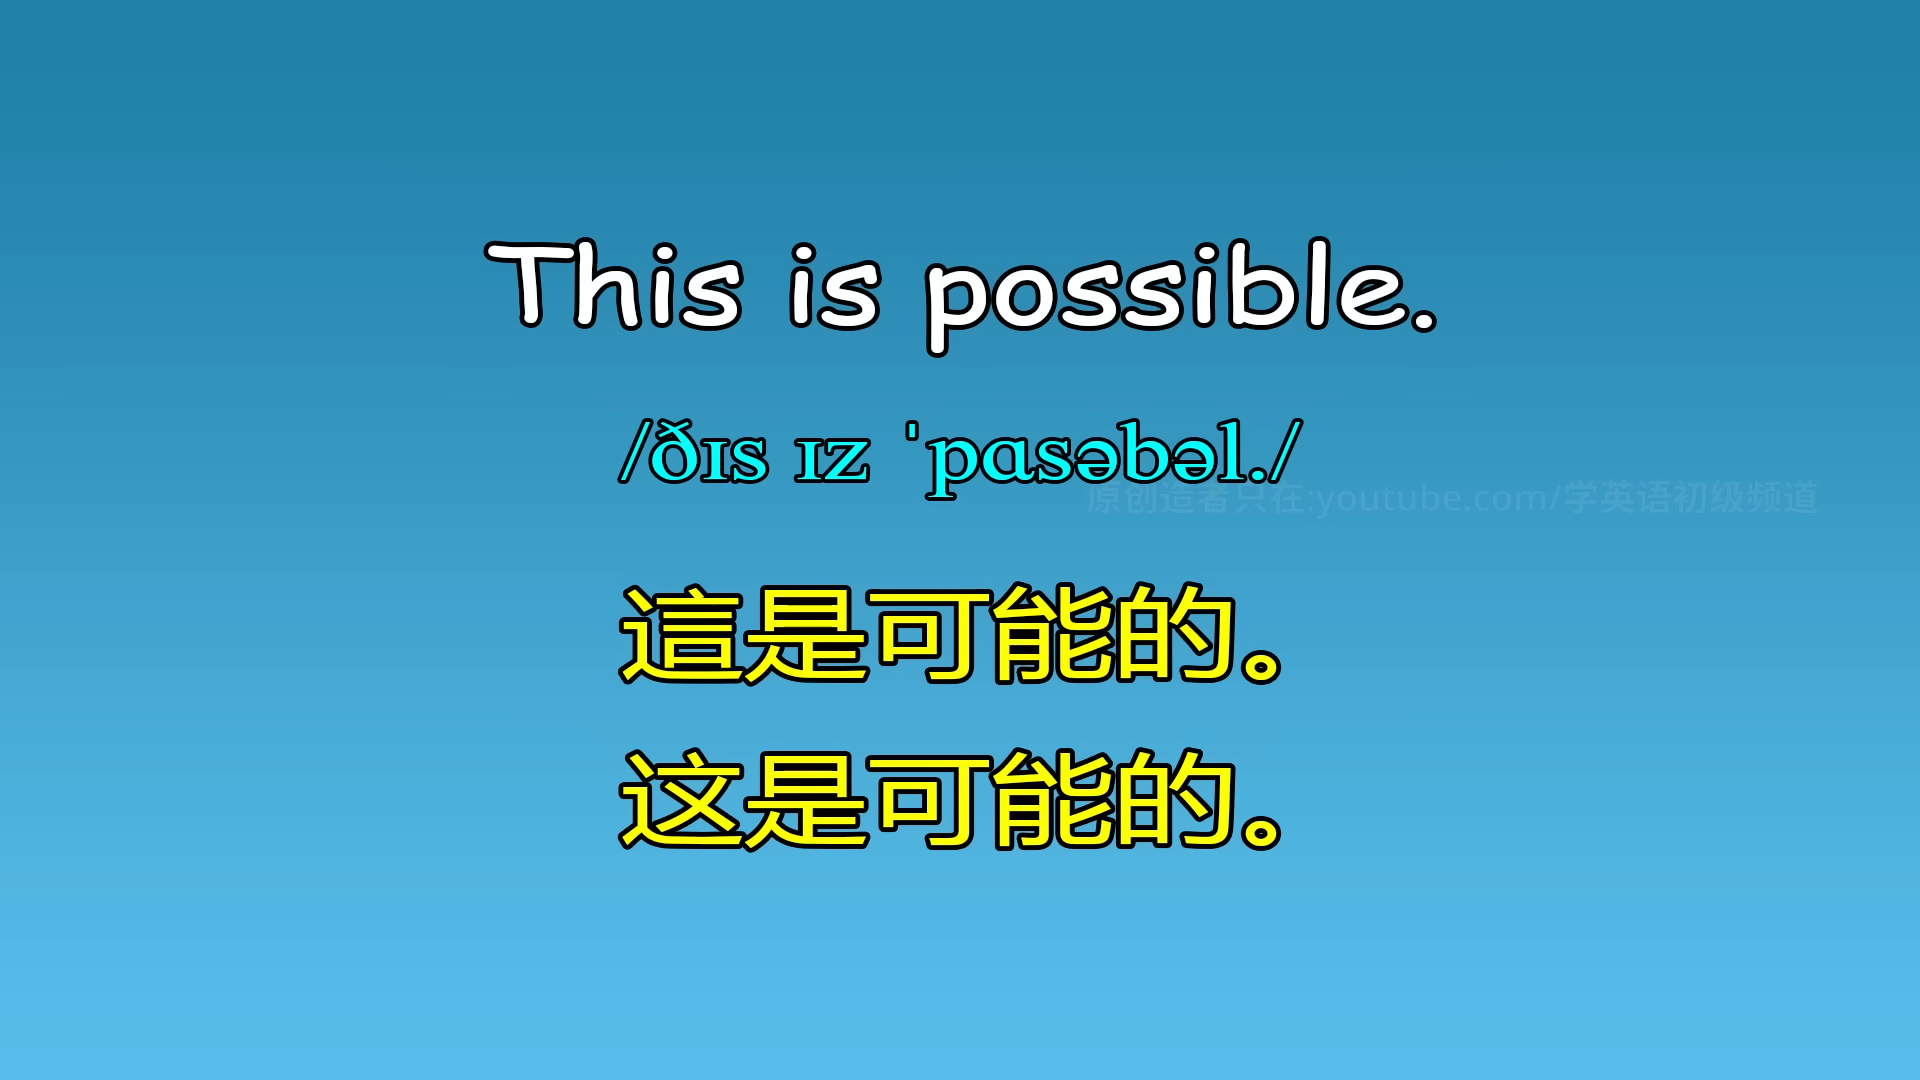 This is possible.
/ðɪs ɪz ˈpɑsəbəl./
原创造者只在:youtube.com/学英语初级频道
這是可能的。
这是可能的。